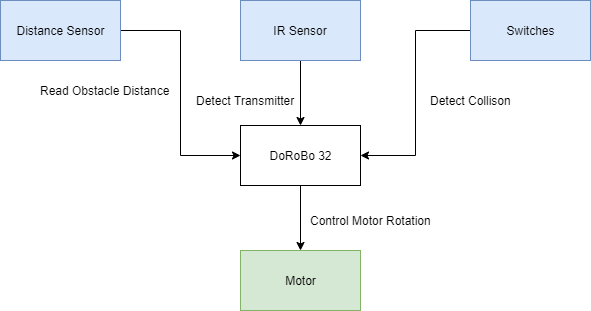 Distance Sensor
IR Sensor
Switches
Read Obstacle Distance
Detect Transmitter
Detect Collison
DoRoBo 32
Control Motor Rotation
Motor